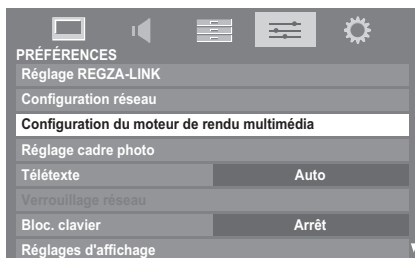 PRÉFÉRENCES
Réglage REGZA-LINK
Configuration réseau
Configuration du moteur de rendu multimédia
Réglage cadre photo
Télétexte Auto
Verrouillage réseau
Bloc. clavier Arrêt
Réglages d'affichage